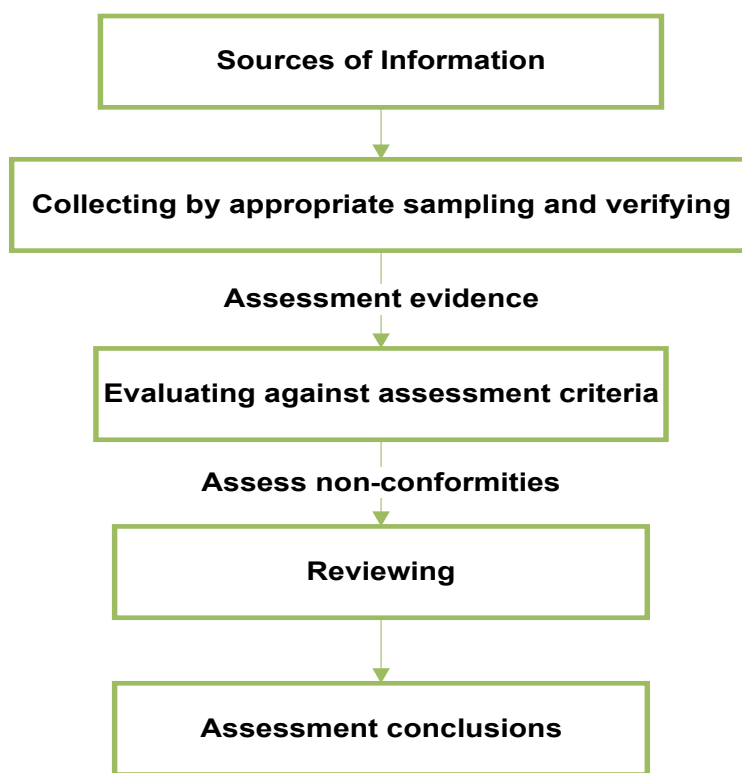 Sources of Information
Collecting by appropriate sampling and verifying
Assessment evidence
Evaluating against assessment criteria
Assess non-conformities
Reviewing
Assessment conclusions